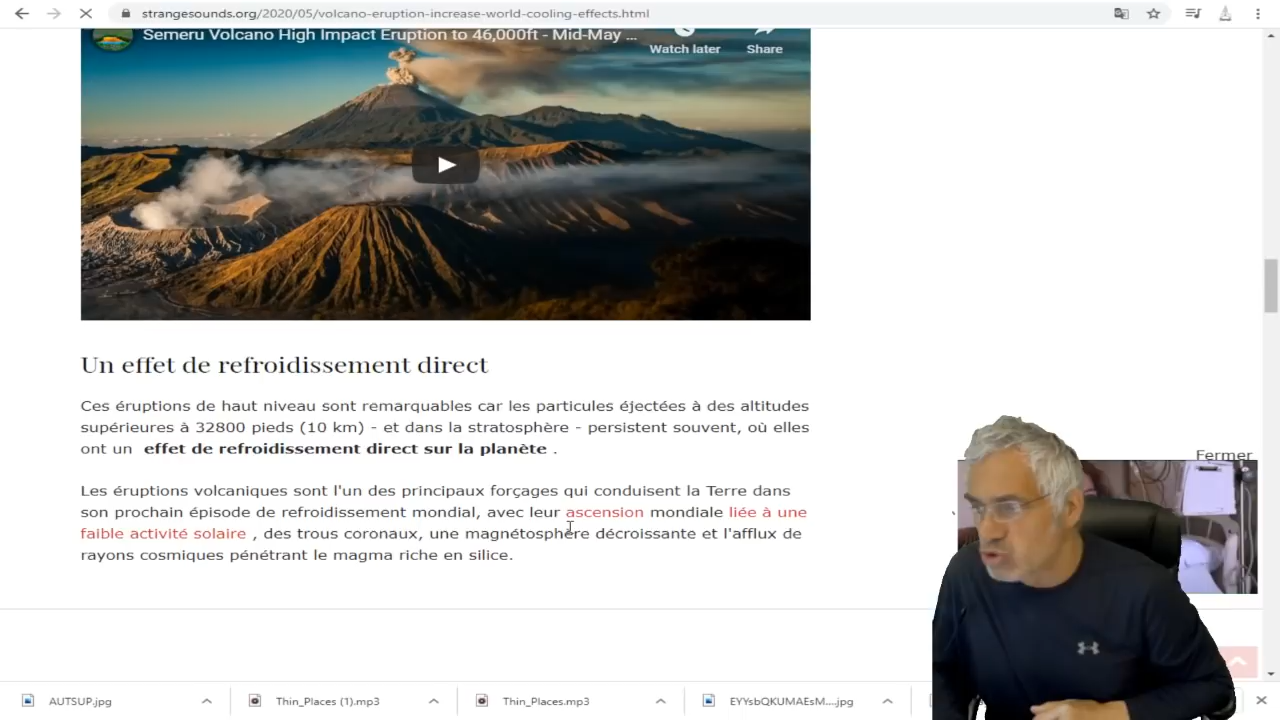 strangesounds.org/2020/05/volcano-eruption-increase-world-cooling-effects.html
Semeru Volcano High Impact Eruption to 46,000ft - Mid-May ...
Watch later
Share
Un effet de refroidissement direct
Ces éruptions de haut niveau sont remarquables car les particules éjectées à des altitudes
supérieures à 32800 pieds (10 km) - et dans la stratosphère - persistent souvent, où elles
ont un effet de refroidissement direct sur la planète .
Fermer
Les éruptions volcaniques sont l'un des principaux forçages qui conduisent la Terre dans
son prochain épisode de refroidissement mondial, avec leur ascension mondiale liée à une
faible activité solaire , des trous coronaux, une magnétosphère décroissante et l'afflux de
rayons cosmiques pénétrant le magma riche en silice.
AUTSUP.jpg
Thin_Places (1).mp3
Thin_Places.mp3
EYYsbQKUMAEsM....jpg